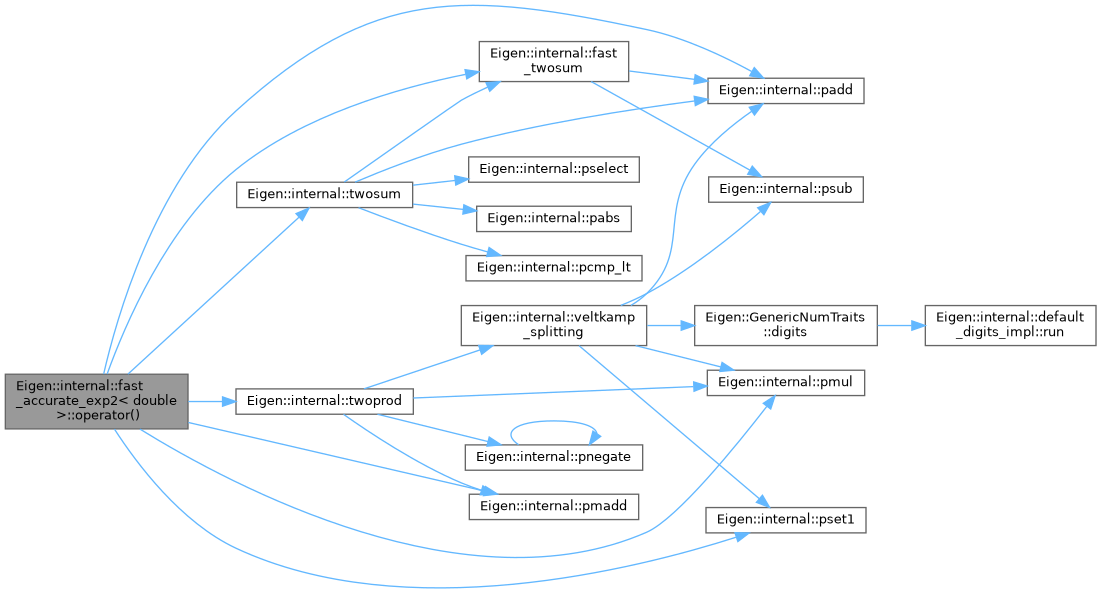 Eigen::internal::fast
_accurate_exp2< double
>::operator()
Eigen::internal::twosum
Eigen::internal::twoprod
Eigen::internal::fast
_twosum
Eigen::internal::pselect
Eigen::internal::pabs
Eigen::internal::pcmp_lt
Eigen::internal::veltkamp
_splitting
Eigen::internal::pnegate
Eigen::internal::pmadd
Eigen::internal::padd
Eigen::internal::psub
Eigen::GenericNumTraits
::digits
Eigen::internal::pmul
Eigen::internal::pset1
Eigen::internal::default
_digits_impl::run